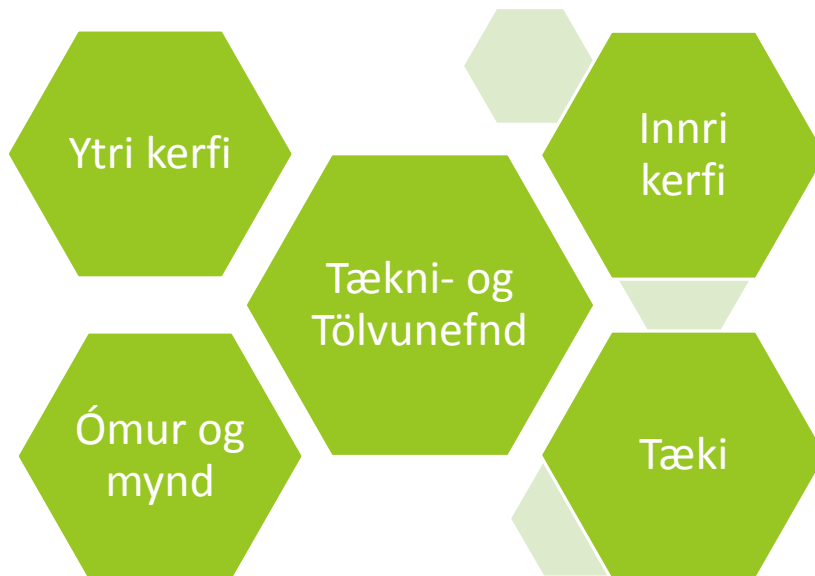 Ytri kerfi
Innri
kerfi
Tækni- og
Tölvunefnd
Ómur og
mynd
Tæki